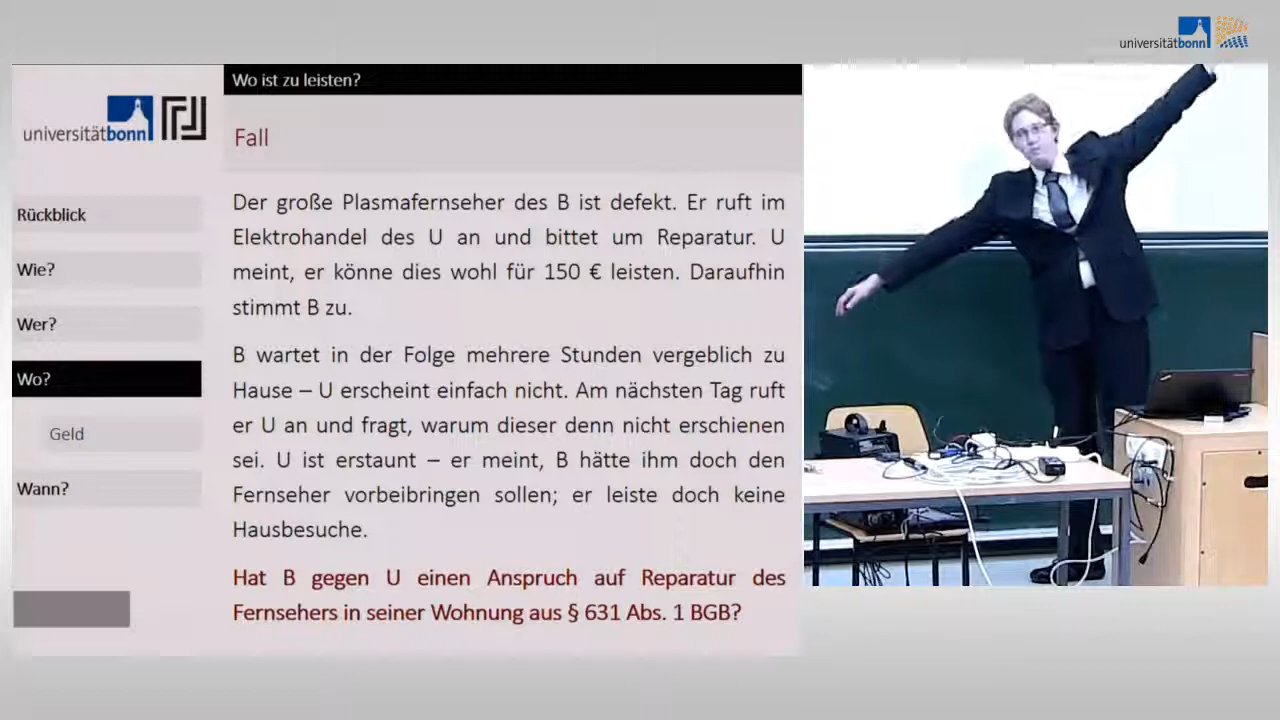 universitätbonn
Wo ist zu leisten?
universitätbonn
Fall
Rückblick
Wie?
Wer?
Wo?
Geld
Wann?
Der große Plasmafernseher des B ist defekt. Er ruft im
Elektrohandel des U an und bittet um Reparatur. U
meint, er könne dies wohl für 150 € leisten. Daraufhin
stimmt B zu.
B wartet in der Folge mehrere Stunden vergeblich zu
Hause – U erscheint einfach nicht. Am nächsten Tag ruft
er U an und fragt, warum dieser denn nicht erschienen
sei. U ist erstaunt – er meint, B hätte ihm doch den
Fernseher vorbeibringen sollen; er leiste doch keine
Hausbesuche.
Hat B gegen U einen Anspruch auf Reparatur des
Fernsehers in seiner Wohnung aus § 631 Abs. 1 BGB?